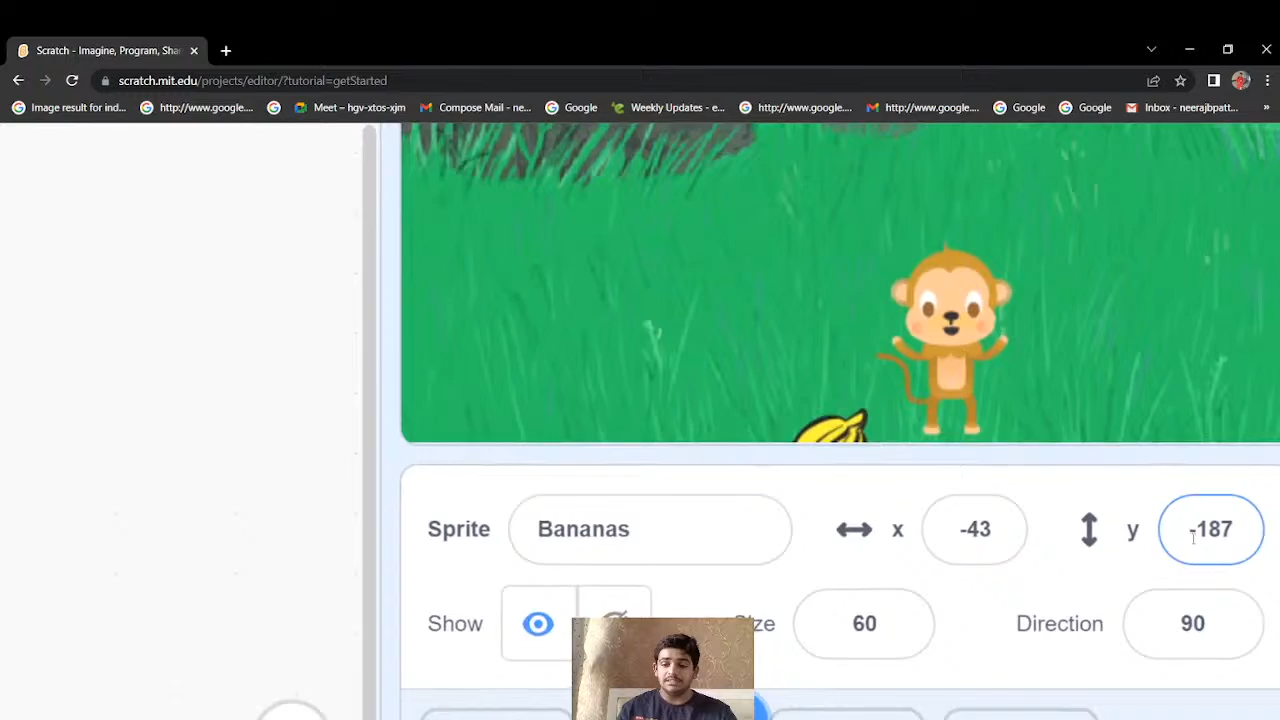 Scratch - Imagine, Program, Sha
scratch.mit.edu/projects/editor/?tutorial=getStarted
Image result for ind... http://www.google.... Meet – hgv-xtos-xjm Compose Mail - ne... Google Weekly Updates - e... http://www.google.... http://www.google.... Google Google Inbox - neerajbpatt... »
Sprite Bananas x -43 y -187
Show Size 60 Direction 90